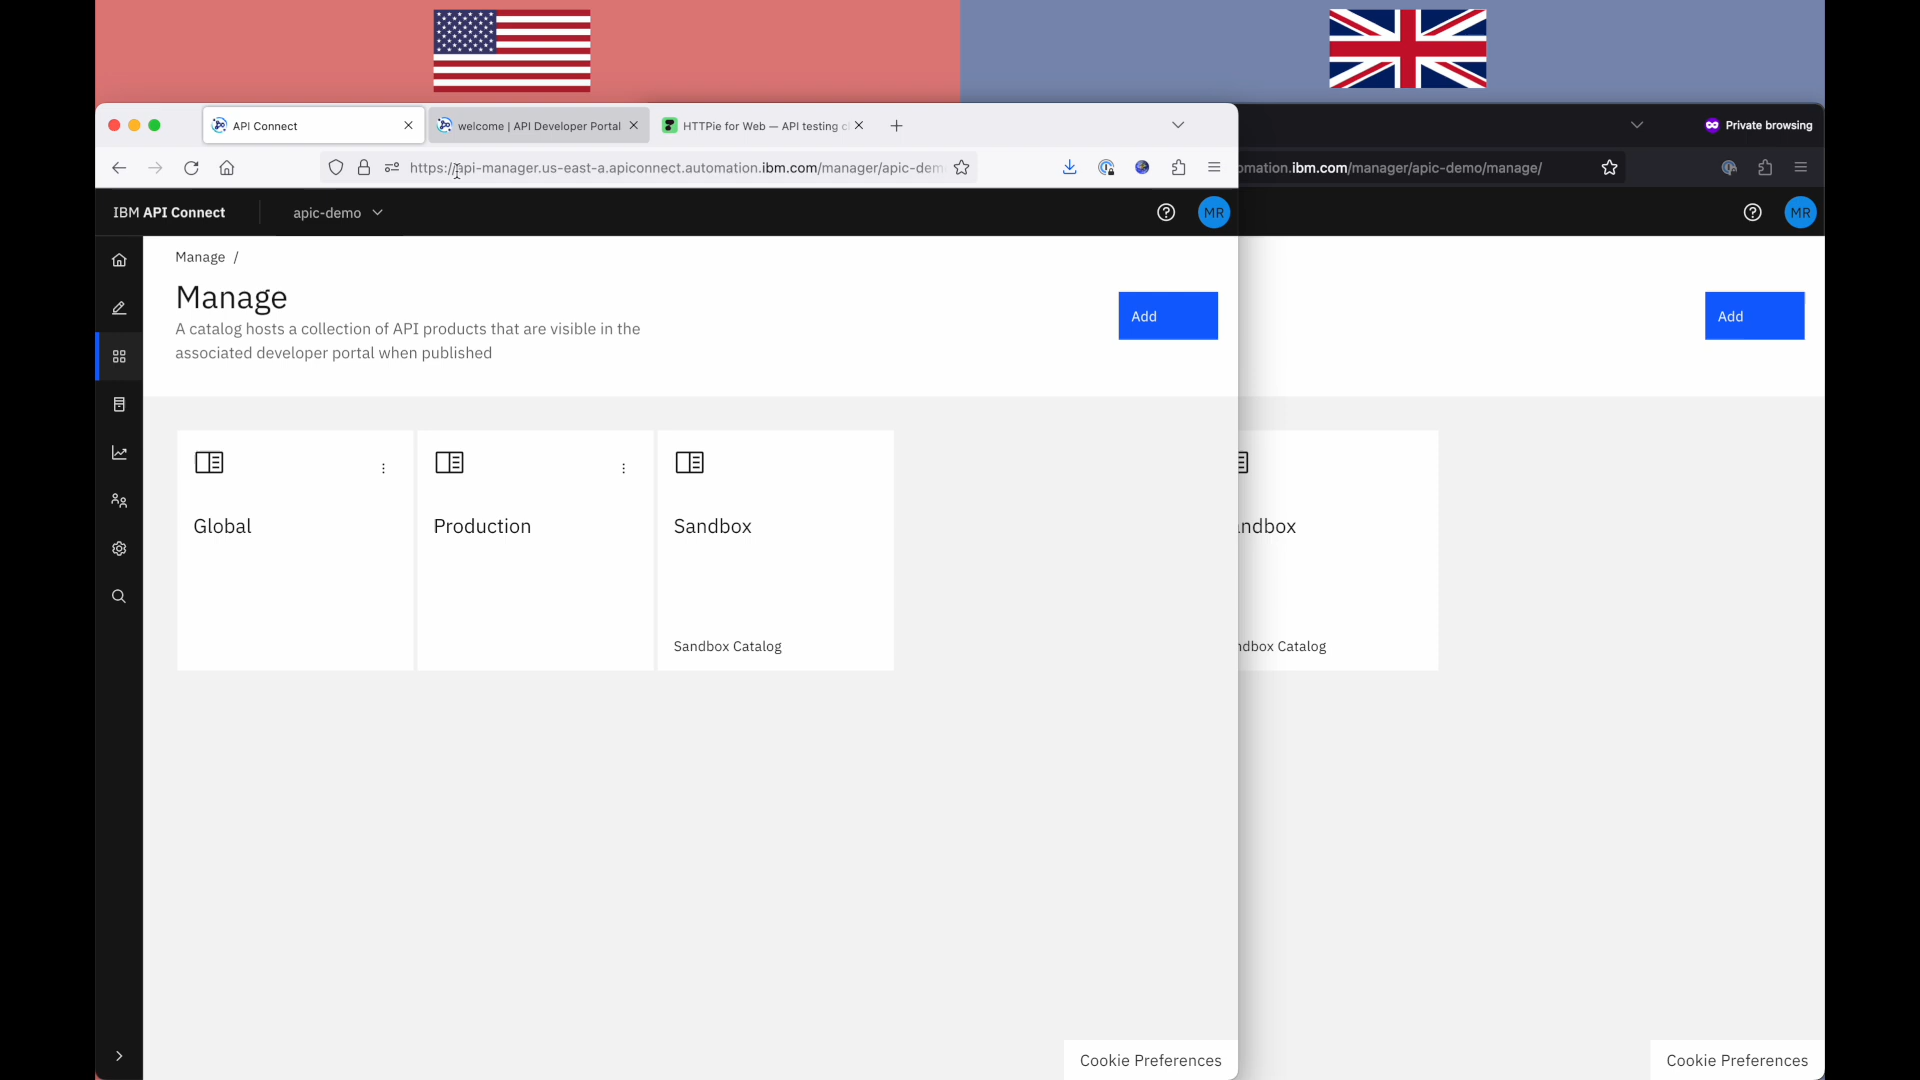 API Connect
welcome | API Developer Portal
HTTPie for Web — API testing c
Private browsing
https://api-manager.us-east-a.apiconnect.automation.ibm.com/manager/apic-dem
omation.ibm.com/manager/apic-demo/manage/
IBM API Connect
apic-demo
MR
MR
Manage /
Manage
A catalog hosts a collection of API products that are visible in the
associated developer portal when published
Add
Add
Global
Production
Sandbox
ndbox
Sandbox Catalog
ndbox Catalog
Cookie Preferences
Cookie Preferences